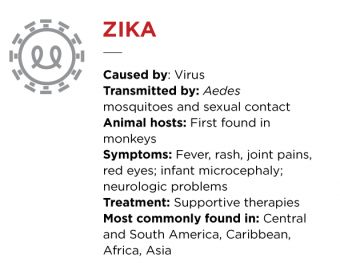 ZIKA
Caused by: Virus
Transmitted by: Aedes
mosquitoes and sexual contact
Animal hosts: First found in
monkeys
Symptoms: Fever, rash, joint pains,
red eyes; infant microcephaly;
neurologic problems
Treatment: Supportive therapies
Most commonly found in: Central
and South America, Caribbean,
Africa, Asia